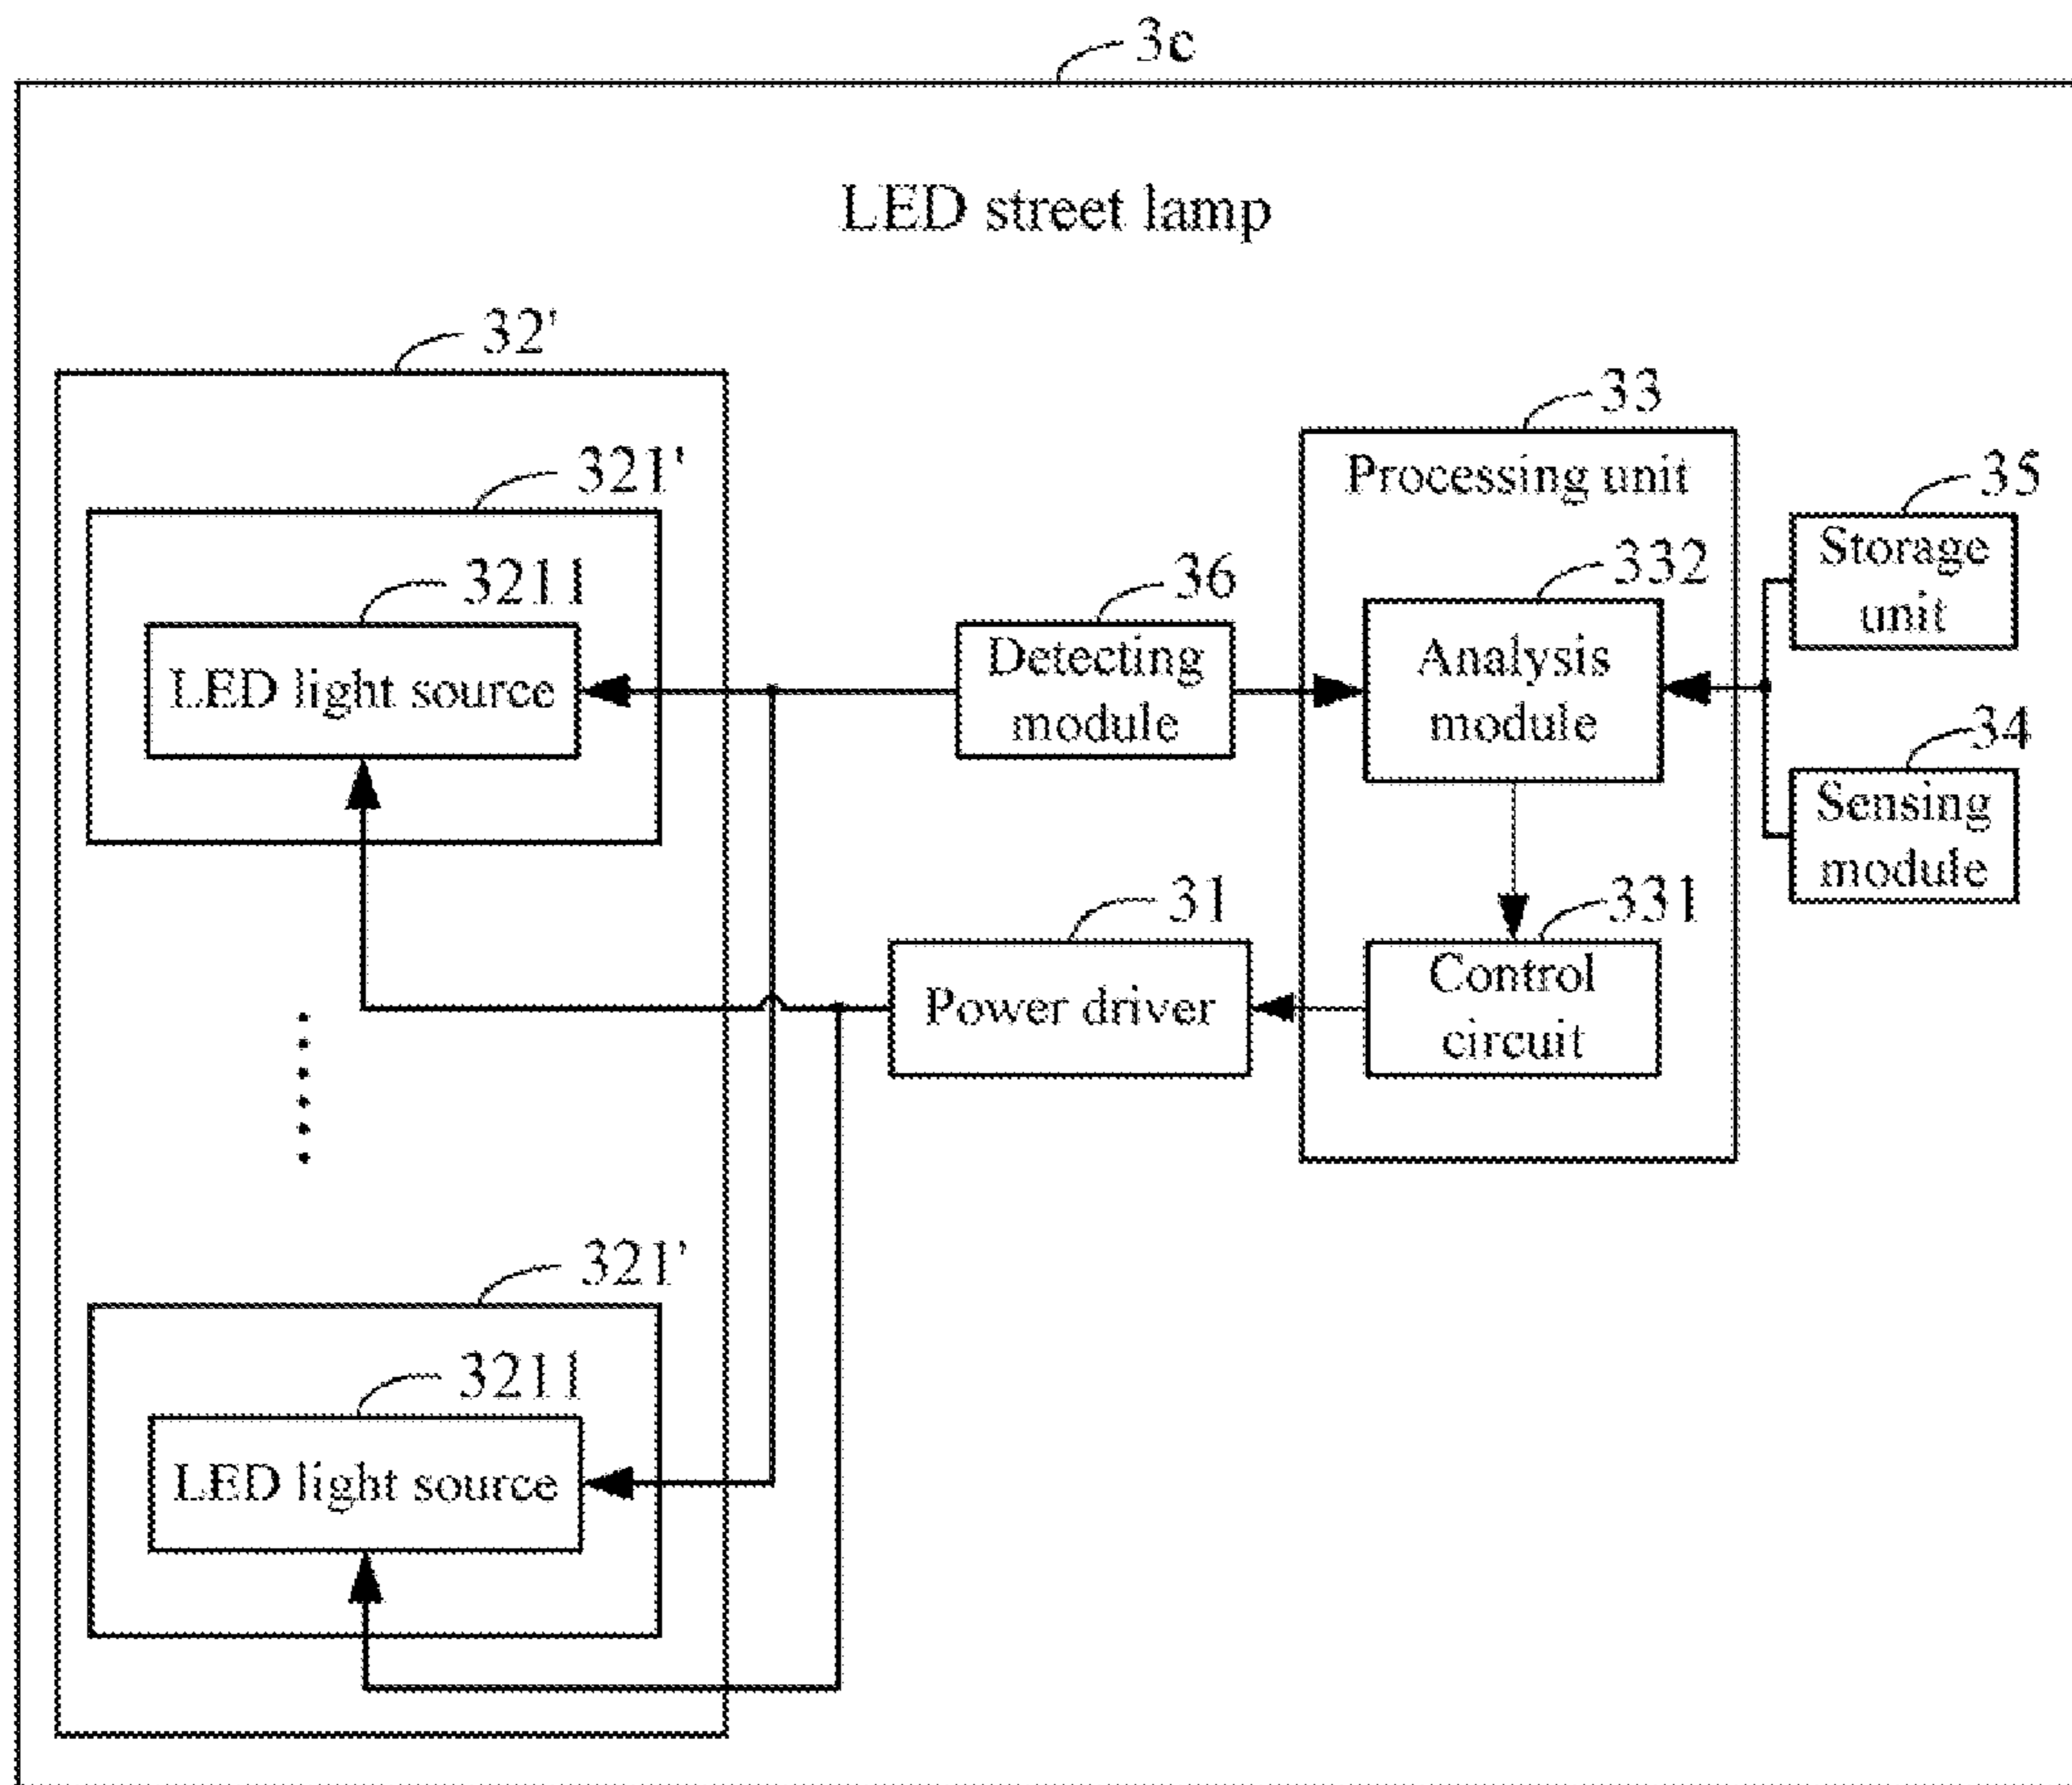 3c
LED street lamp
32'
33
321'
Processing unit
35
Storage
unit
3211
36
332
LED light source
Detecting
module
Analysis
module
34
Sensing
module
31
331
Power driver
Control
circuit
321'
3211
LED light source